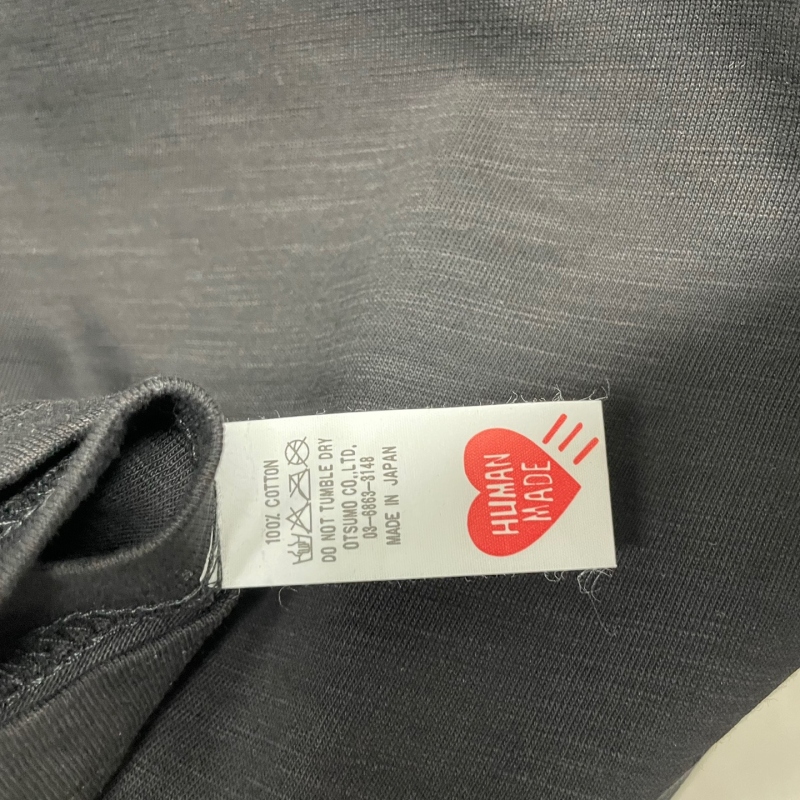 100% COTTON
DO NOT TUMBLE DRY
OTSUMO CO.,LTD.
03-6863-3148
MADE IN JAPAN
HUMAN
MADE